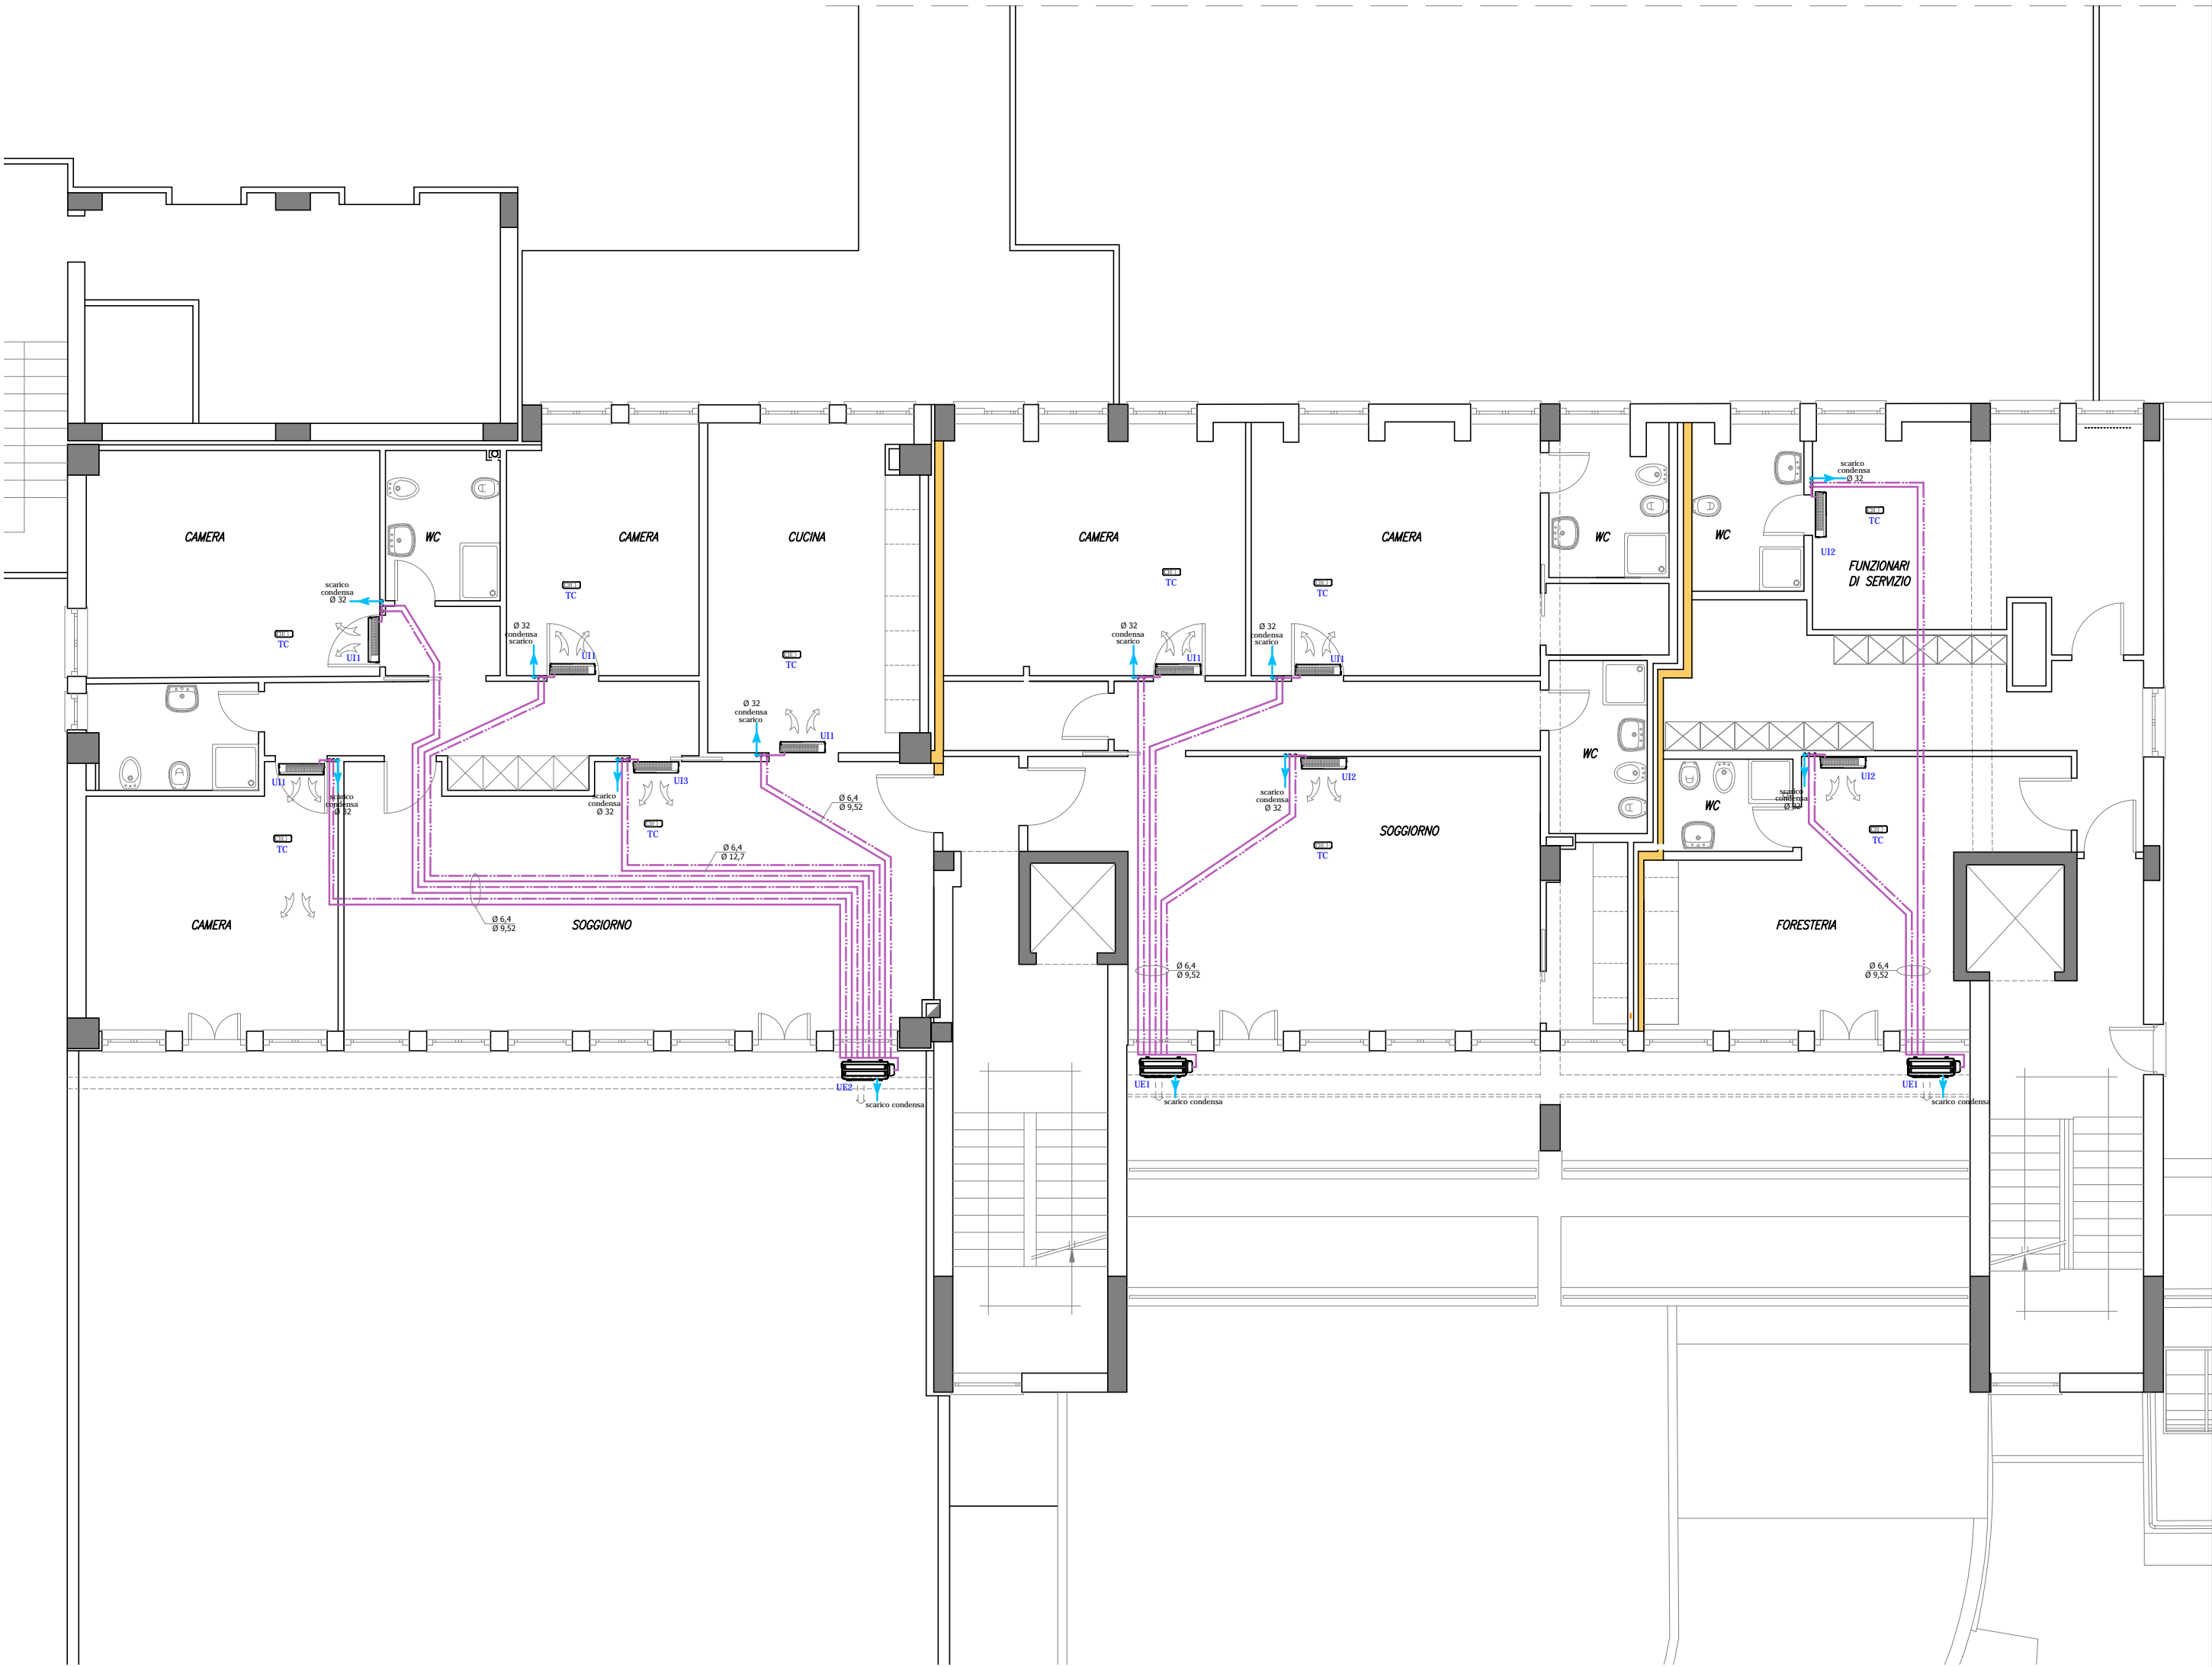 scarico
condensa
Ø 32
TC
UI2
CAMERA
WC
CAMERA
CUCINA
CAMERA
CAMERA
WC
WC
FUNZIONARI
DI SERVIZIO
TC
TC
TC
scarico
condensa
Ø 32
TC
UI1
Ø 32
condensa
scarico
UI1
TC
Ø 32
condensa
scarico
UI1
Ø 32
condensa
scarico
UI1
Ø 32
condensa
scarico
UI1
WC
UI1
scarico
condensa
Ø 32
UI3
scarico
condensa
Ø 32
UI2
scarico
condensa
Ø 32
UI2
scarico
condensa
Ø 32
WC
Ø 6,4
Ø 9,52
TC
TC
SOGGIORNO
TC
TC
Ø 6,4
Ø 12,7
CAMERA
Ø 6,4
Ø 9,52
SOGGIORNO
FORESTERIA
Ø 6,4
Ø 9,52
Ø 6,4
Ø 9,52
UE2
scarico condensa
UE1
scarico condensa
UE1
scarico condensa